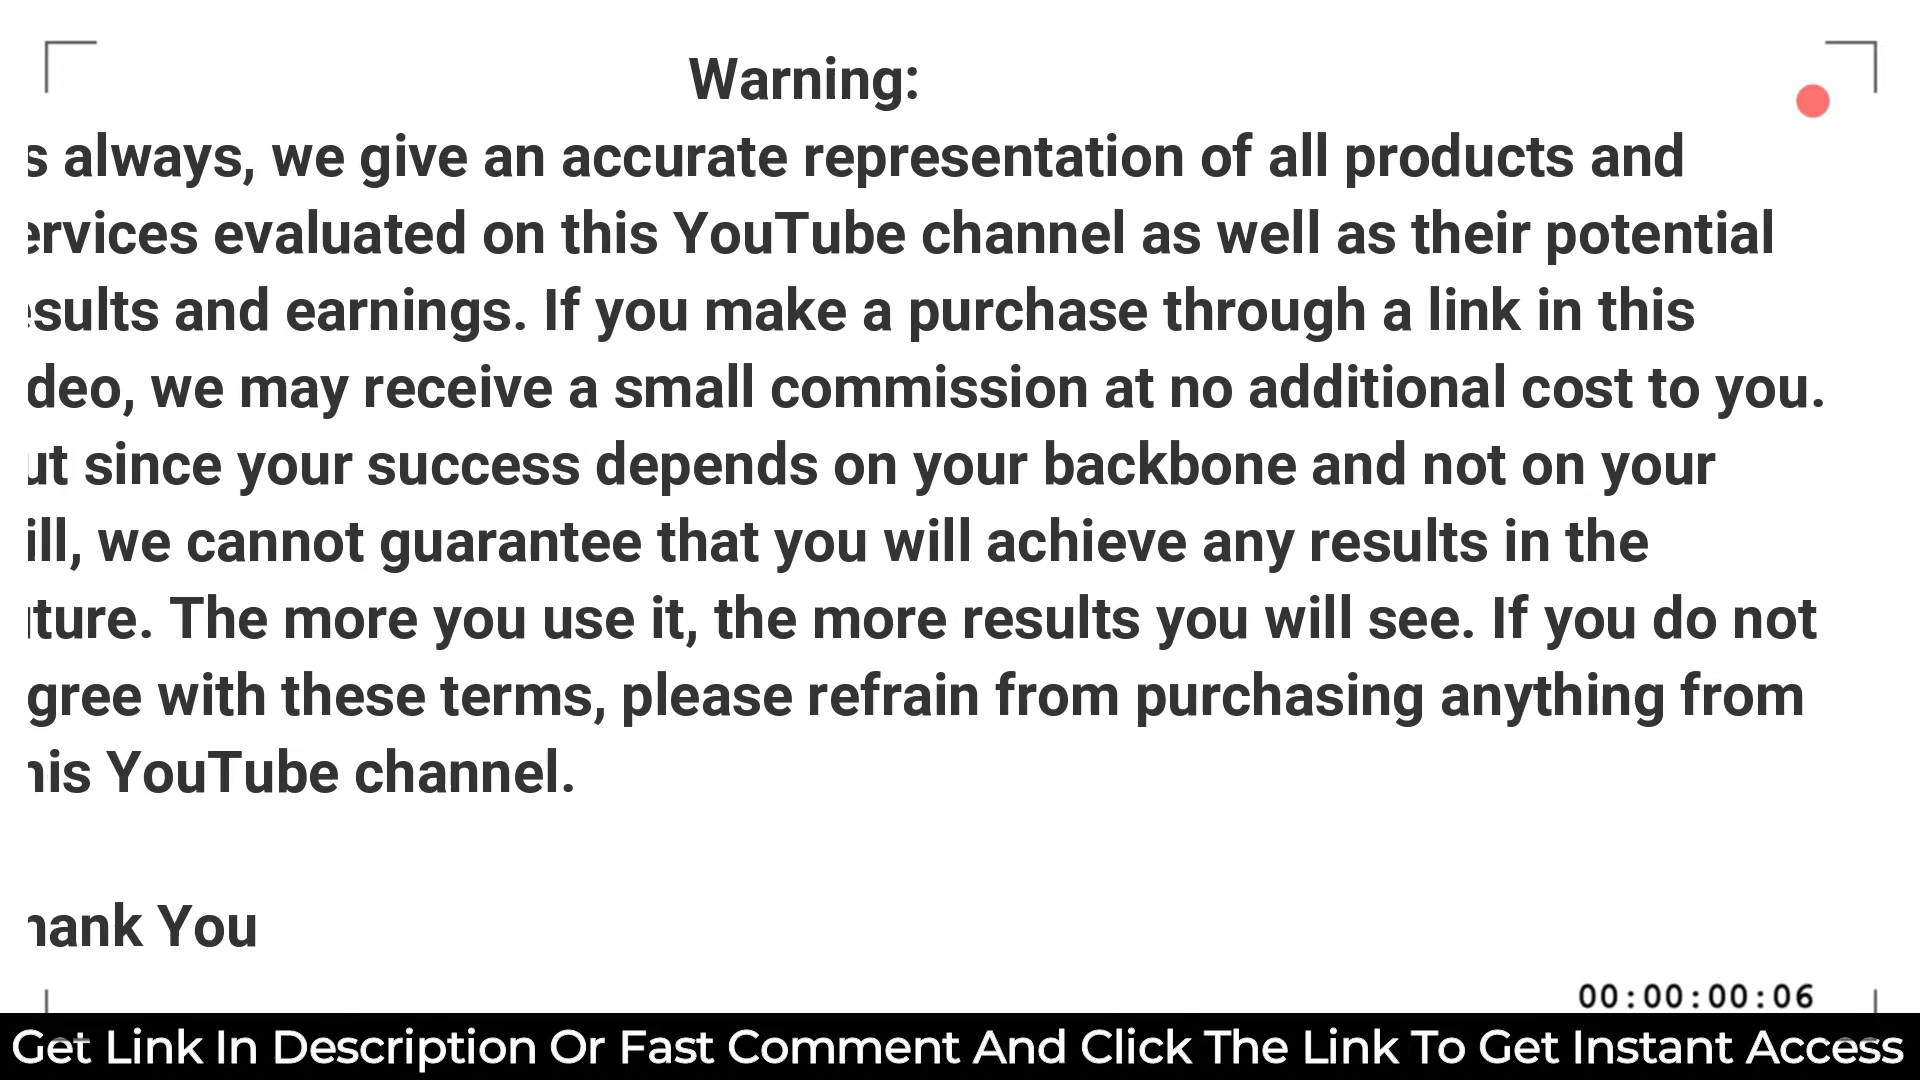 Warning:
s always, we give an accurate representation of all products and
ervices evaluated on this YouTube channel as well as their potential
esults and earnings. If you make a purchase through a link in this
deo, we may receive a small commission at no additional cost to you.
ut since your success depends on your backbone and not on your
ill, we cannot guarantee that you will achieve any results in the
ture. The more you use it, the more results you will see. If you do not
gree with these terms, please refrain from purchasing anything from
his YouTube channel.
hank You
00:00:00:06
Get Link In Description Or Fast Comment And Click The Link To Get Instant Access